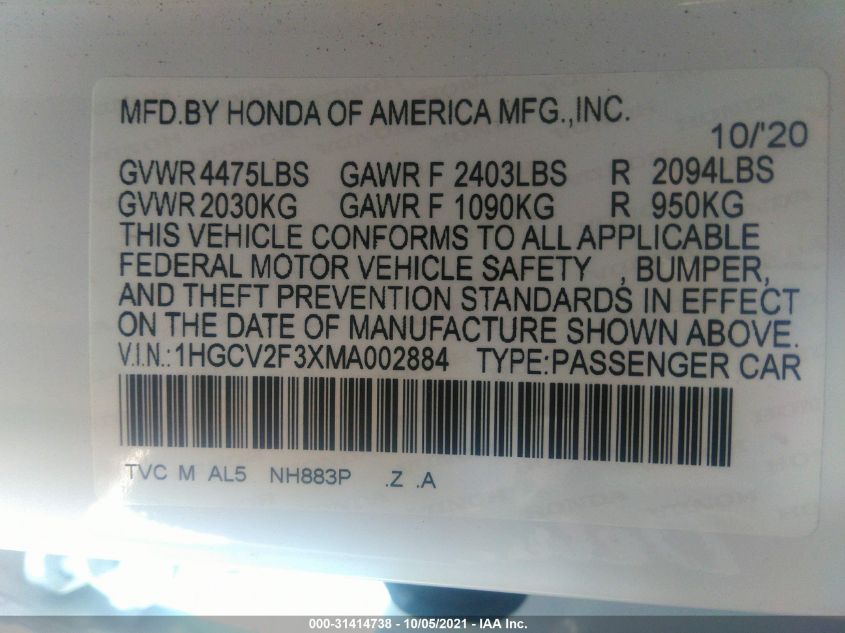 MFD.BY HONDA OF AMERICA MFG.,INC.
10/'20
GVWR 4475LBS GAWR F 2403LBS R 2094LBS
GVWR 2030KG GAWR F 1090KG R 950KG
THIS VEHICLE CONFORMS TO ALL APPLICABLE
FEDERAL MOTOR VEHICLE SAFETY , BUMPER,
AND THEFT PREVENTION STANDARDS IN EFFECT
ON THE DATE OF MANUFACTURE SHOWN ABOVE.
V.I.N.:1HGCV2F3XMA002884 TYPE:PASSENGER CAR
TVC M AL5 NH883P .Z .A
000-31414738 - 10/05/2021 - IAA Inc.